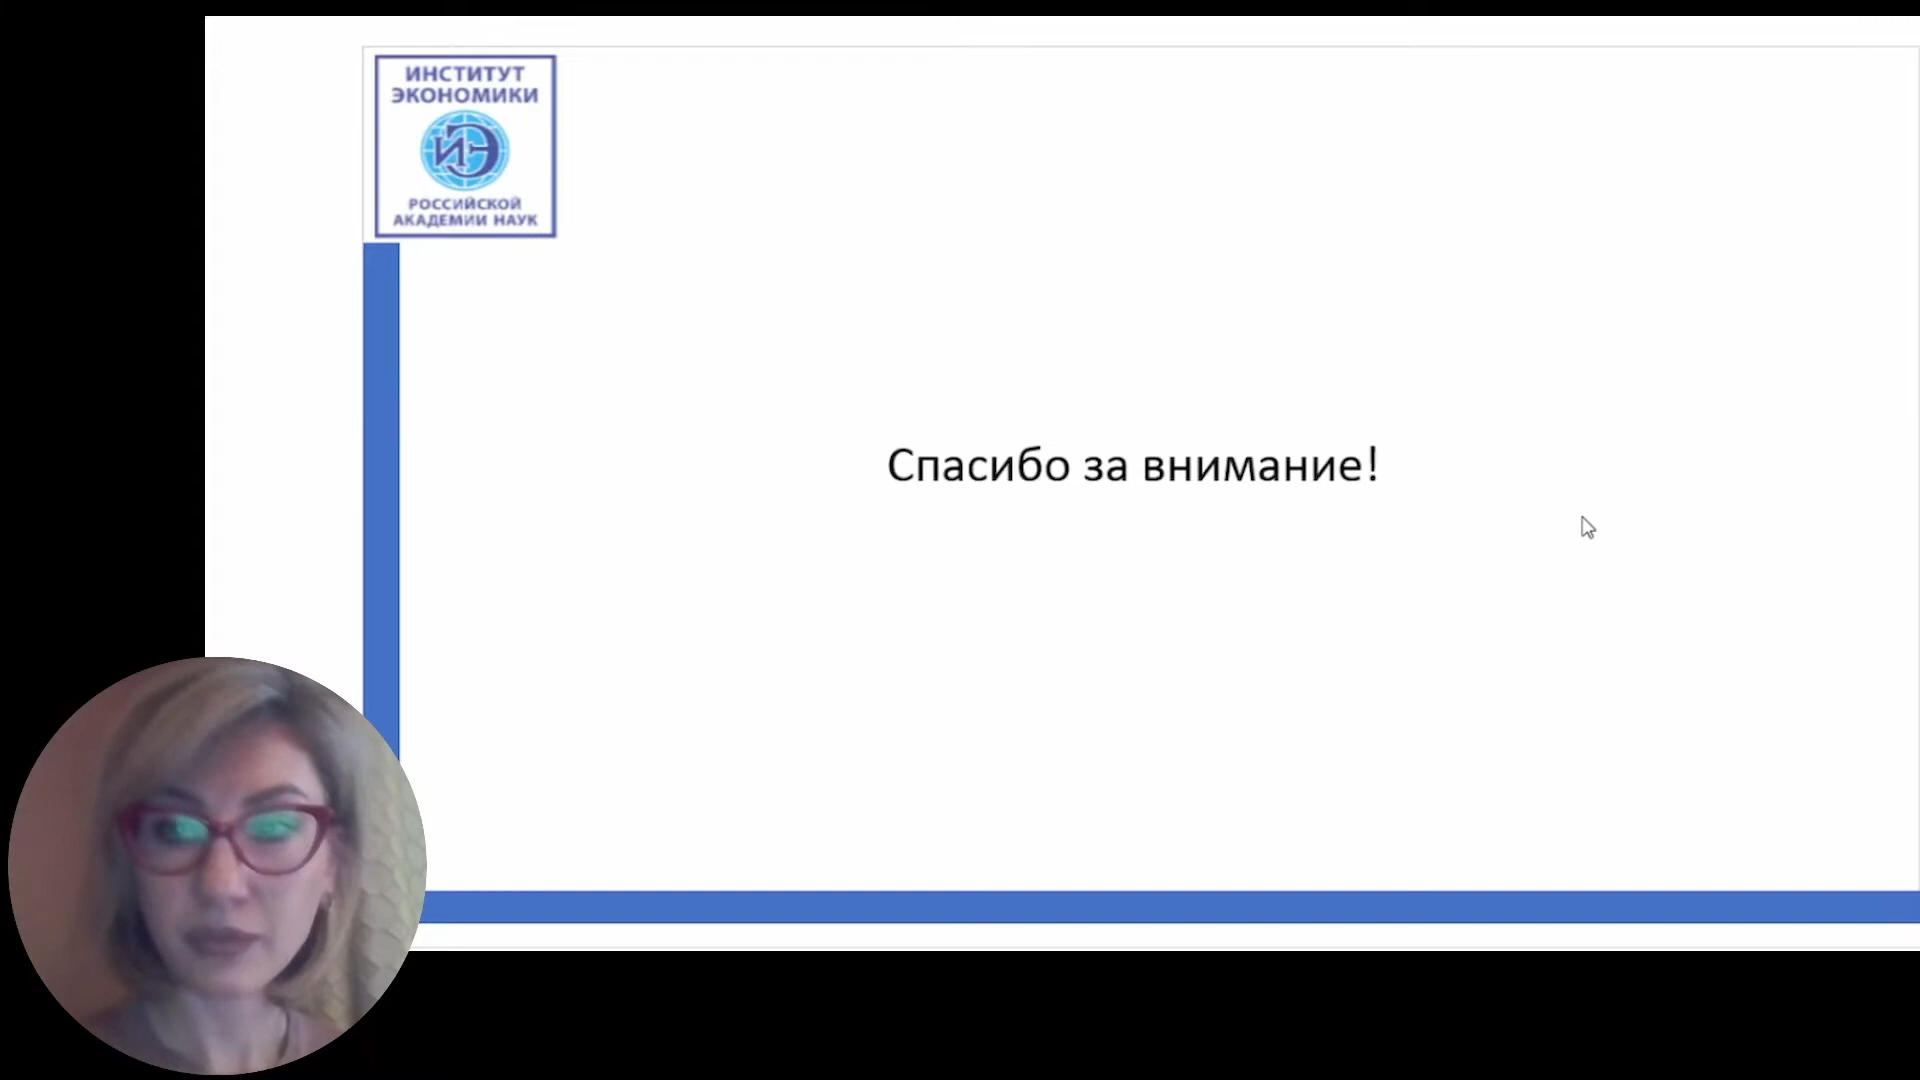 ИНСТИТУТ
ЭКОНОМИКИ
ИЭ
РОССИЙСКОЙ
АКАДЕМИИ НАУК
Спасибо за внимание!